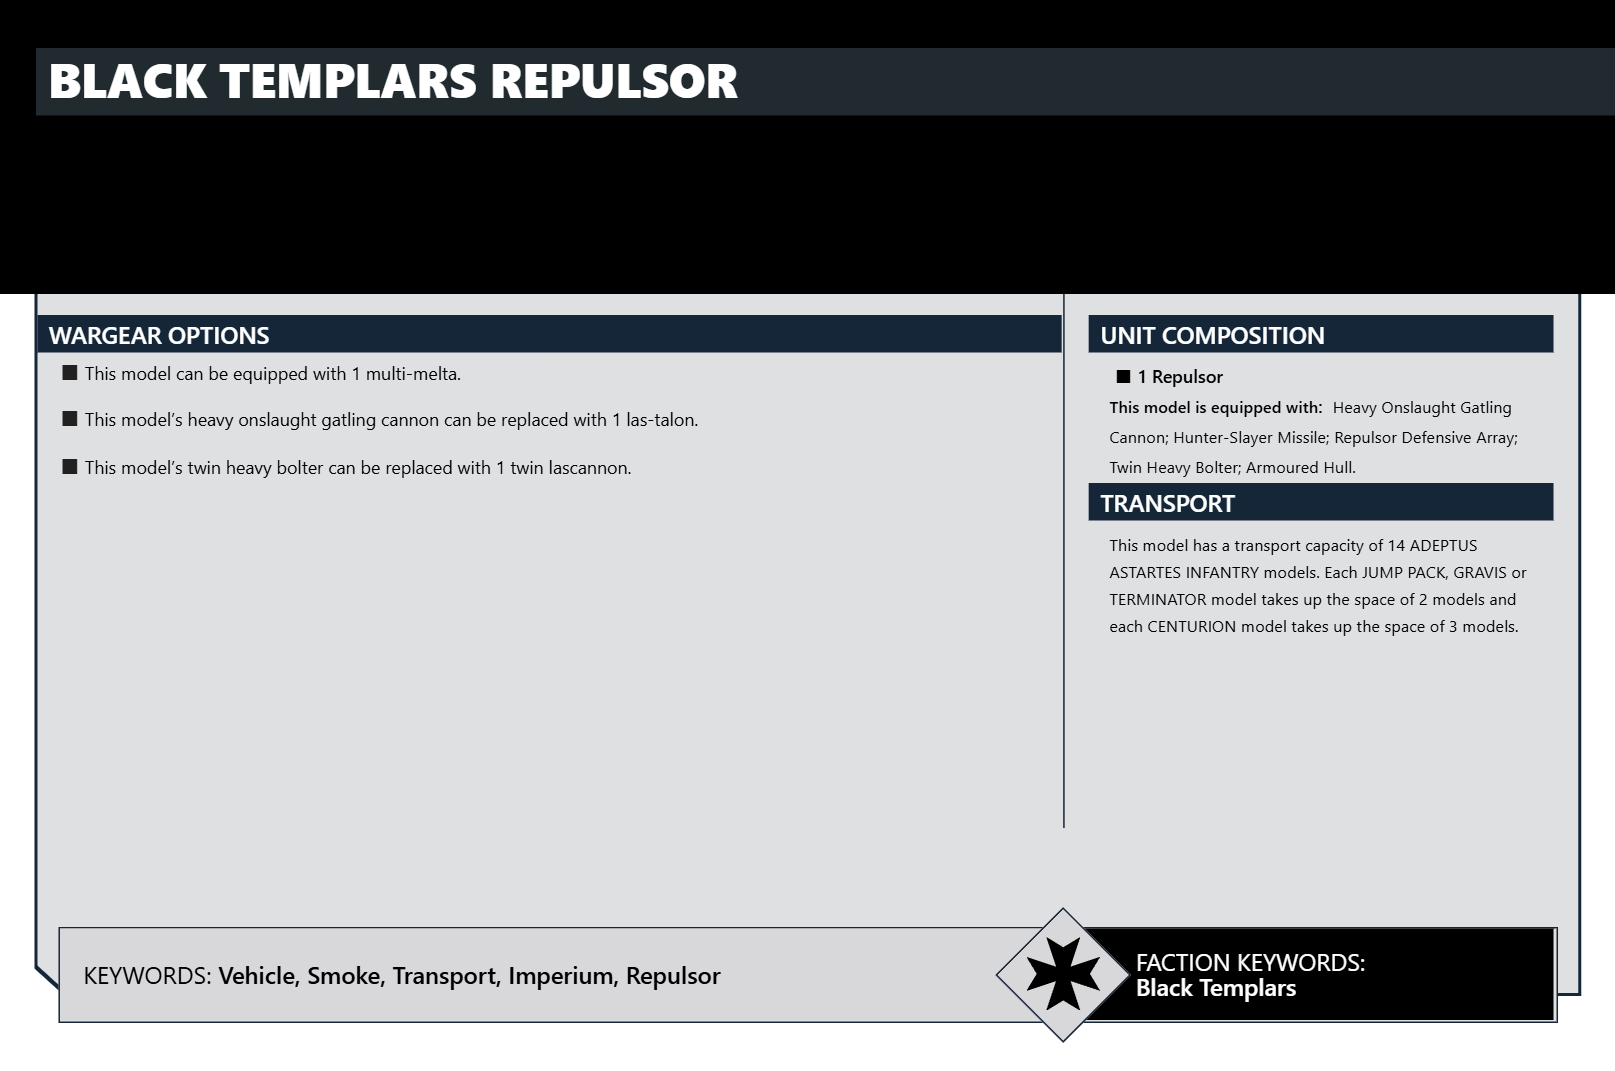 BLACK TEMPLARS REPULSOR
WARGEAR OPTIONS
This model can be equipped with 1 multi-melta.
This model’s heavy onslaught gatling cannon can be replaced with 1 las-talon.
This model’s twin heavy bolter can be replaced with 1 twin lascannon.
UNIT COMPOSITION
1 Repulsor
This model is equipped with: Heavy Onslaught Gatling
Cannon; Hunter-Slayer Missile; Repulsor Defensive Array;
Twin Heavy Bolter; Armoured Hull.
TRANSPORT
This model has a transport capacity of 14 ADEPTUS
ASTARTES INFANTRY models. Each JUMP PACK, GRAVIS or
TERMINATOR model takes up the space of 2 models and
each CENTURION model takes up the space of 3 models.
KEYWORDS: Vehicle, Smoke, Transport, Imperium, Repulsor
FACTION KEYWORDS:
Black Templars